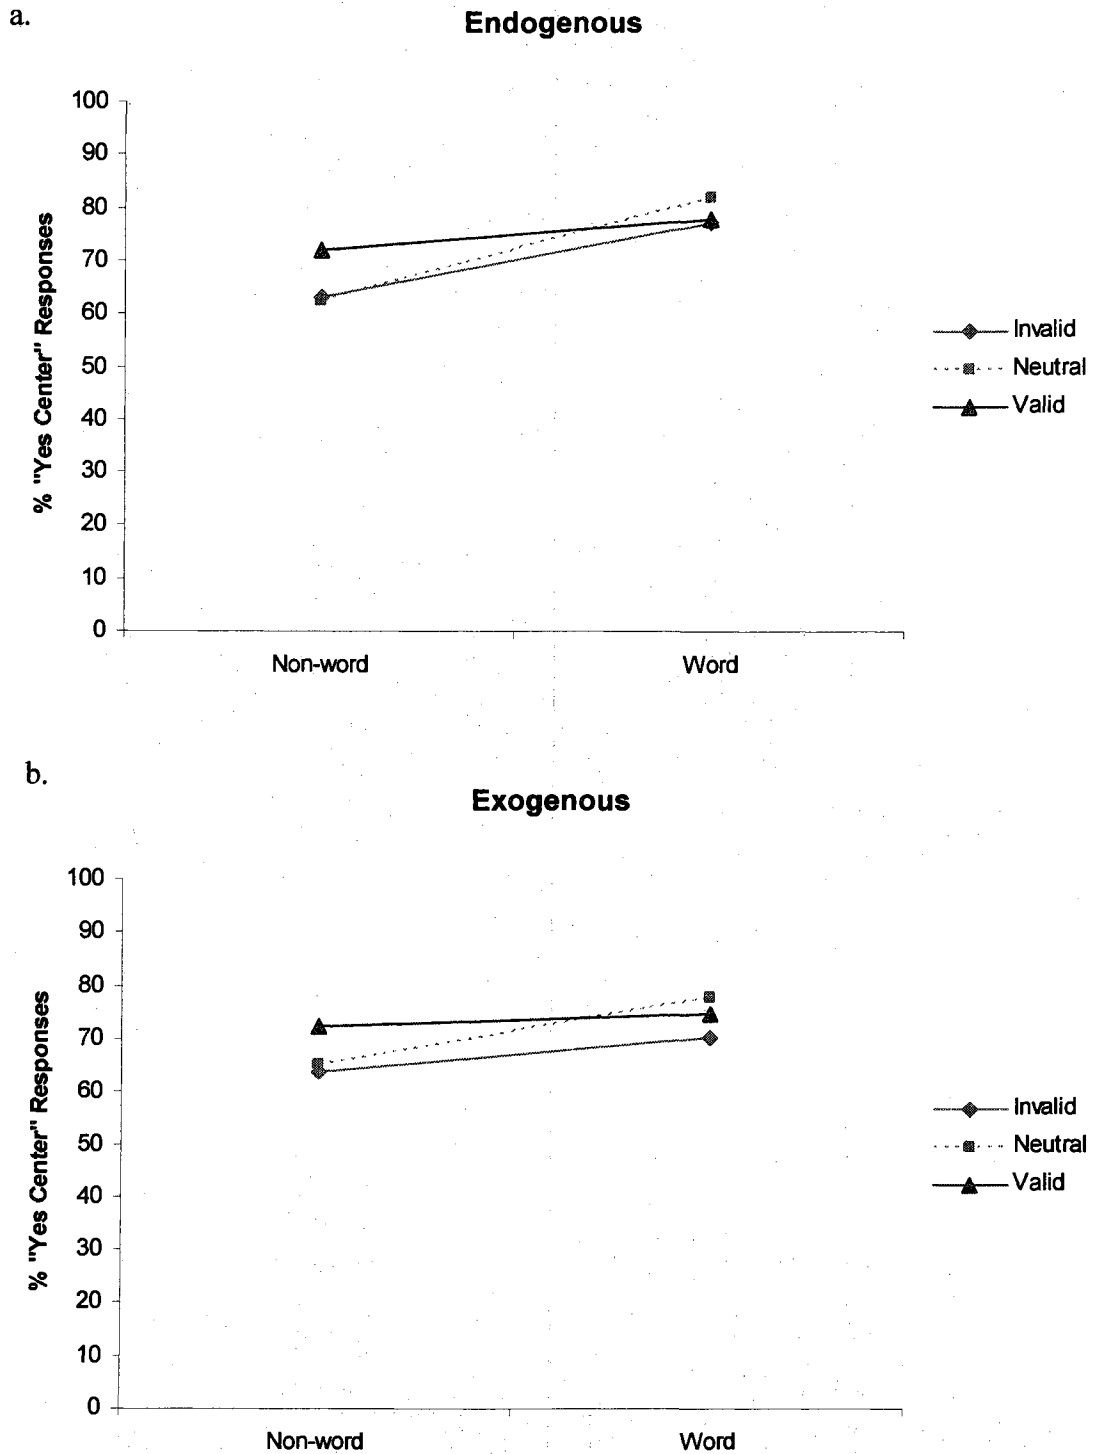 a.
Endogenous
100
90
80
70
60
50
40
30
20
10
0
% "Yes Center" Responses
Non-word
Word
Invalid
Neutral
Valid
b.
Exogenous
100
90
80
70
60
50
40
30
20
10
0
% "Yes Center" Responses
Non-word
Word
Invalid
Neutral
Valid